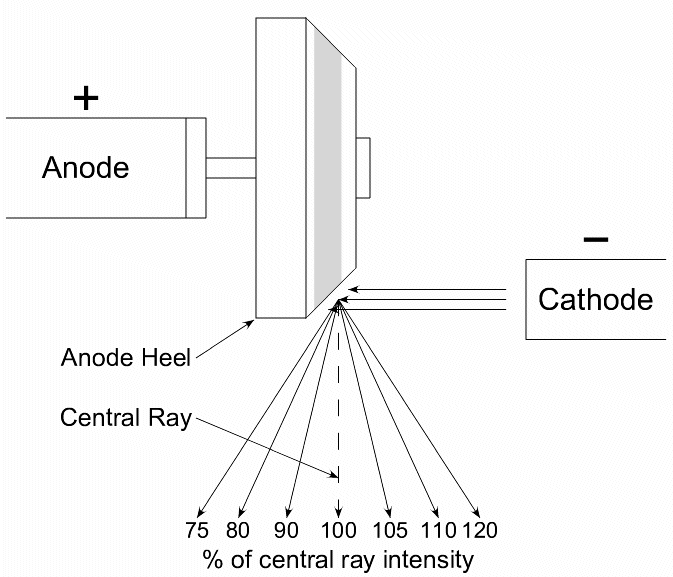 +
Anode
−
Cathode
Anode Heel
Central Ray
75 80 90 100 105 110 120
% of central ray intensity